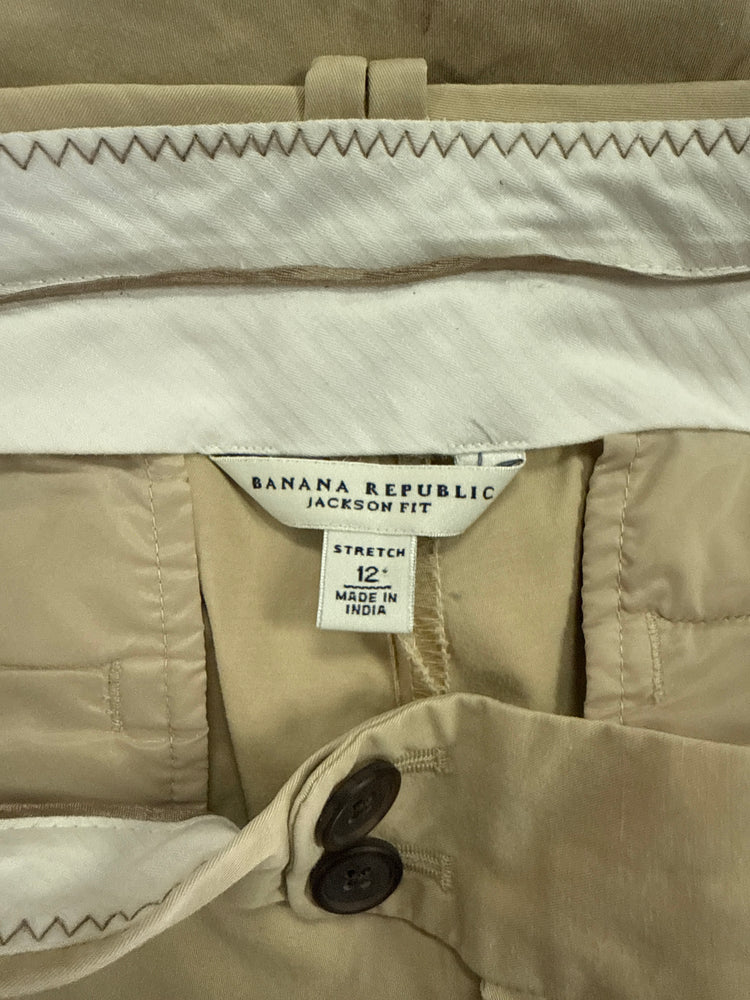 BANANA REPUBLIC
JACKSON FIT
STRETCH
12
MADE IN
INDIA